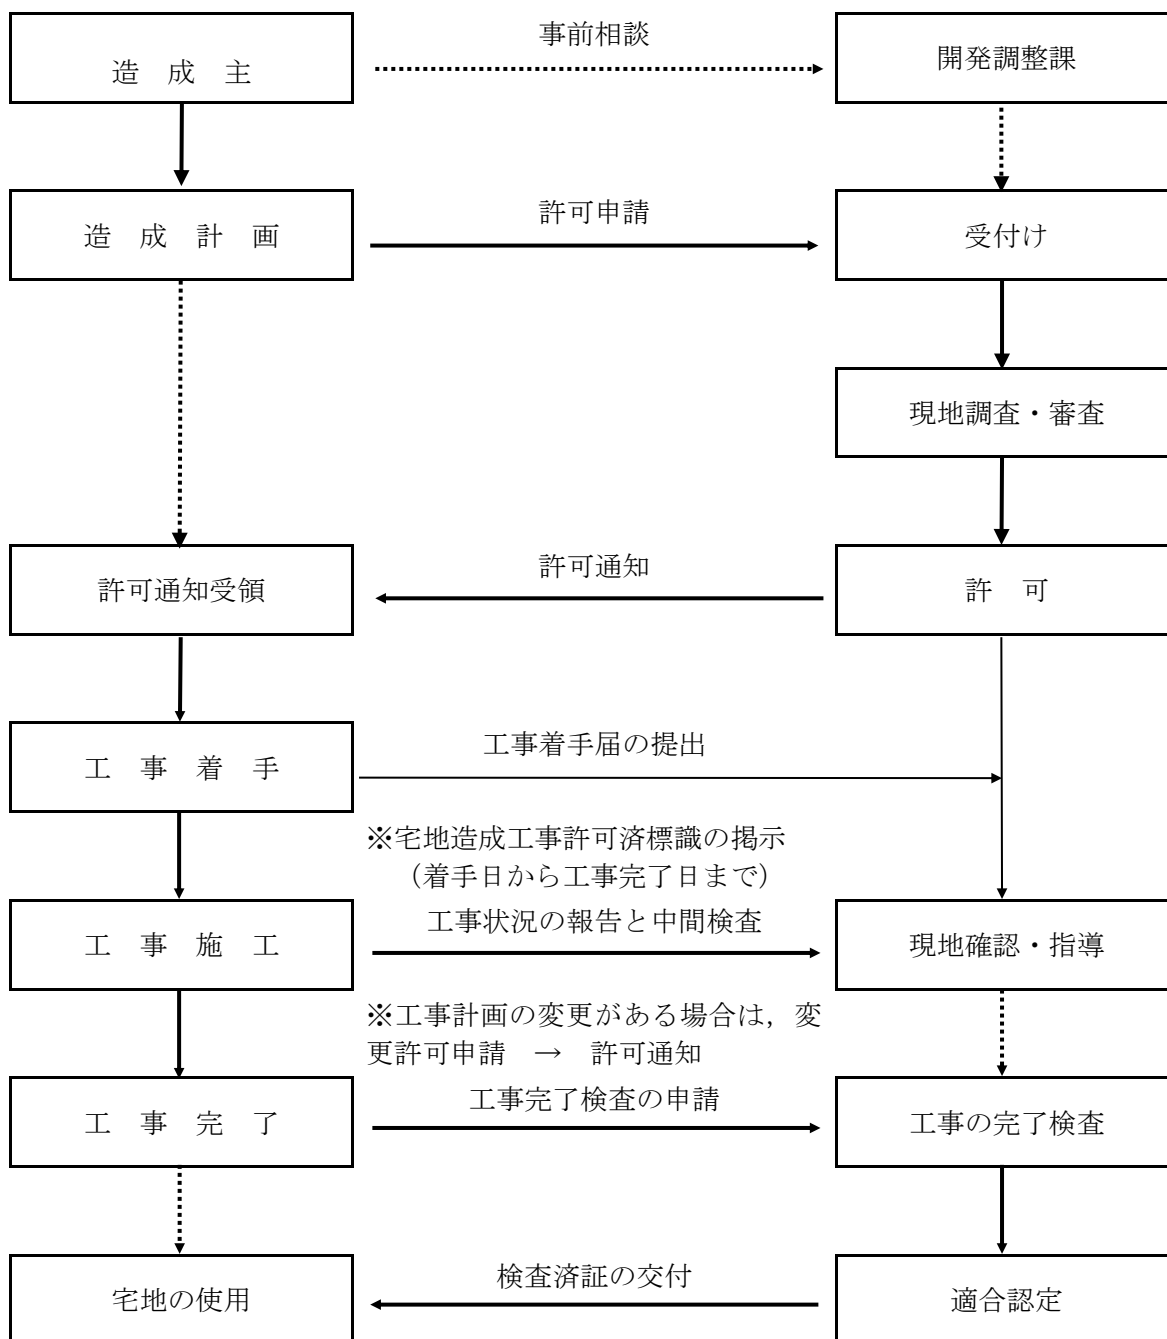 造　成　主
事前相談
開発調整課
造　成　計　画
許可申請
受付け
現地調査・審査
許可通知受領
許可通知
許　可
工　事　着　手
工事着手届の提出
※宅地造成工事許可済標識の掲示
（着手日から工事完了日まで）
工　事　施　工
工事状況の報告と中間検査
現地確認・指導
※工事計画の変更がある場合は，変
更許可申請　→　許可通知
工　事　完　了
工事完了検査の申請
工事の完了検査
宅地の使用
検査済証の交付
適合認定